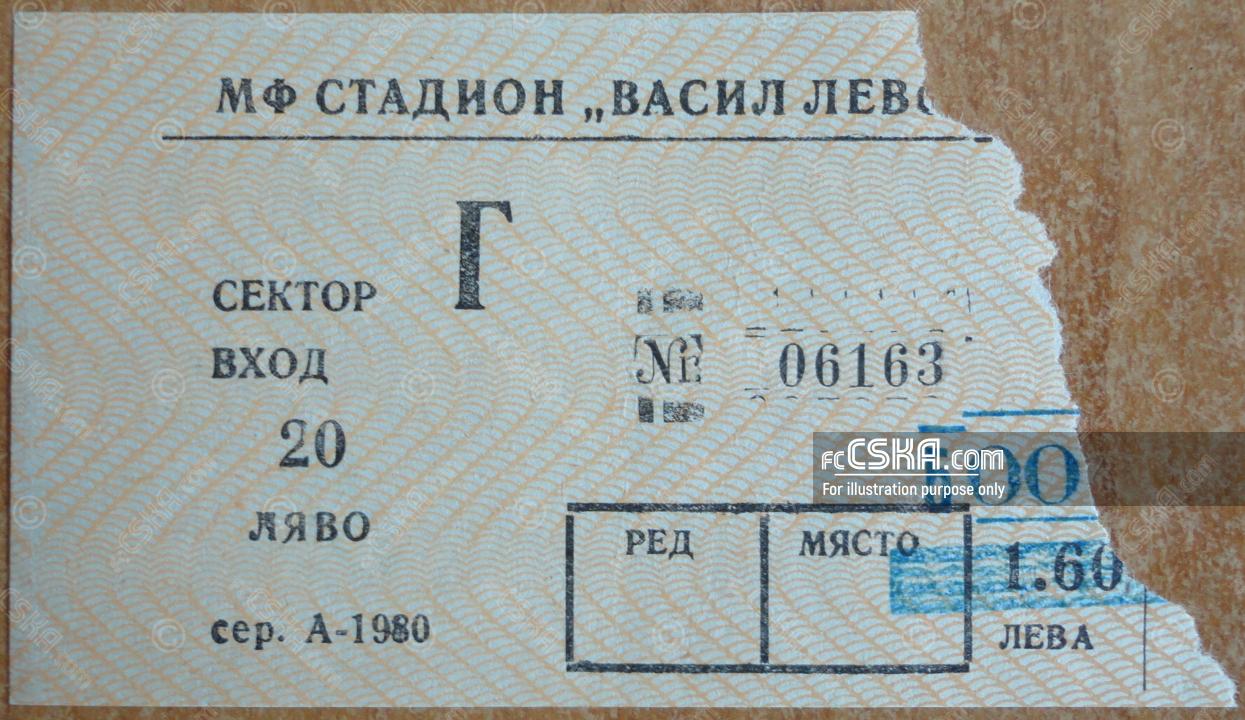 МФ СТАДИОН „ВАСИЛ ЛЕВС
Г
СЕКТОР
ВХОД
№ 06163
20
ЛЯВО
fcCSKA.com
For illustration purpose only
РЕД МЯСТО
1.60
ЛЕВА
сер. А-1980